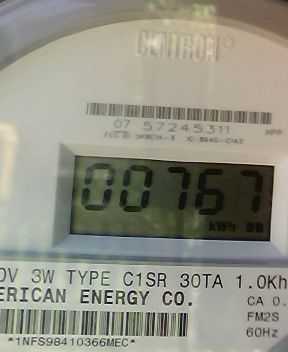 CENTRON®
07 57245311
NPP
00767
kWh
0V 3W TYPE C1SR 30TA 1.0Kh
ERICAN ENERGY CO.
CA 0.
FM2S
60Hz
*1NFS98410366MEC*